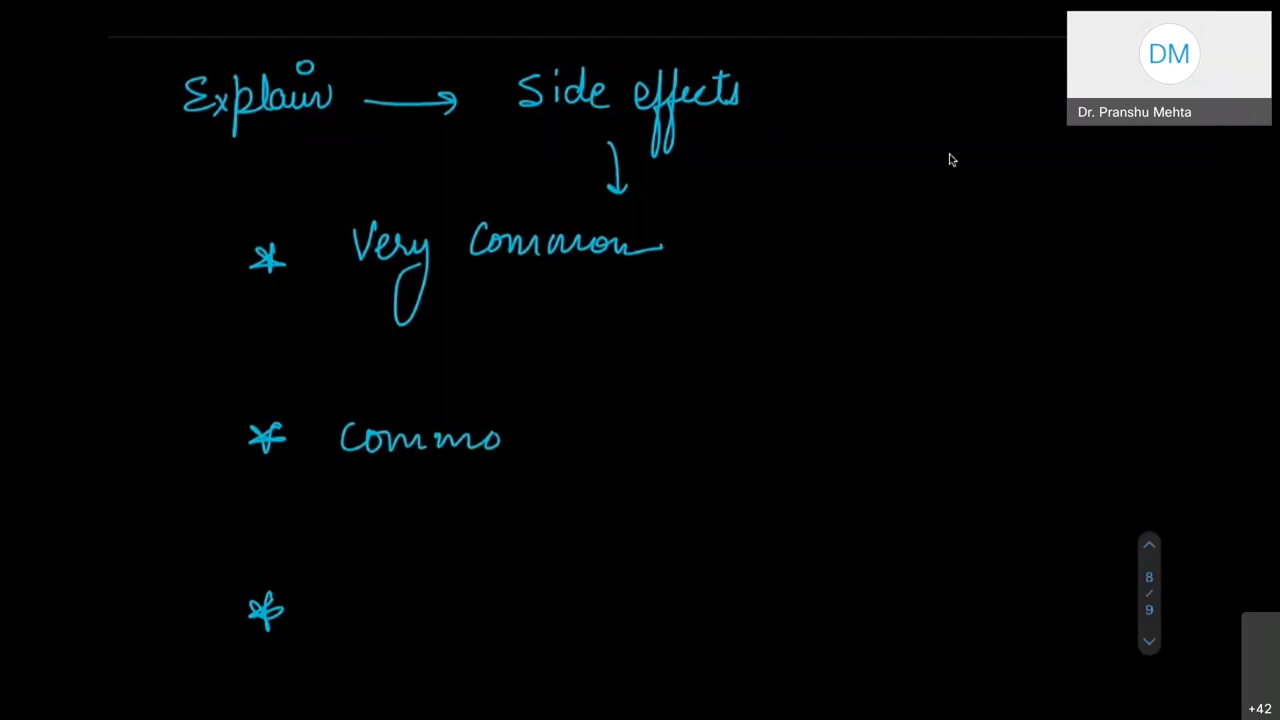 Explain → Side effects
↓
* Very Common
* Commo
*
DM
Dr. Pranshu Mehta
8
/
9
+42